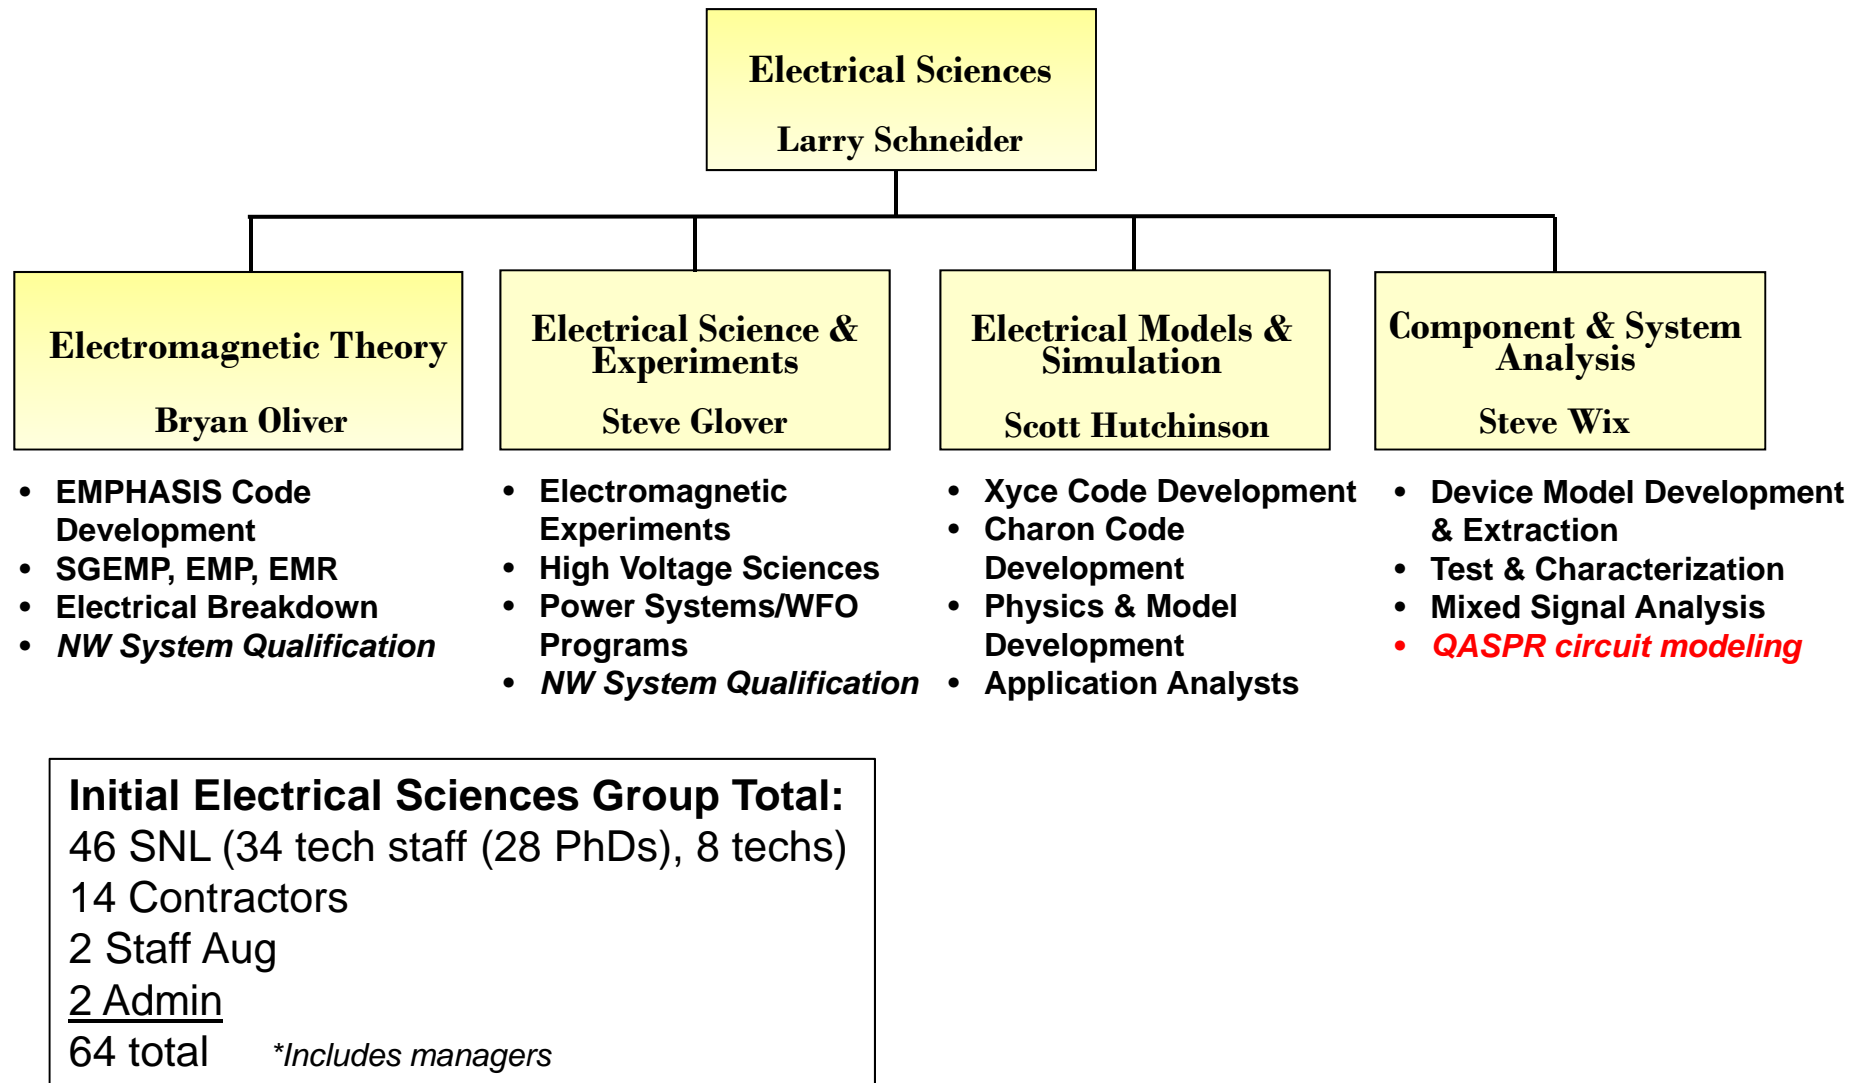 Electrical Sciences
Larry Schneider
Electromagnetic Theory
Bryan Oliver
Electrical Science &
Experiments
Steve Glover
Electrical Models &
Simulation
Scott Hutchinson
Component & System
Analysis
Steve Wix
• EMPHASIS Code
Development
• SGEMP, EMP, EMR
• Electrical Breakdown
• NW System Qualification
• Electromagnetic
Experiments
• High Voltage Sciences
• Power Systems/WFO
Programs
• NW System Qualification
• Xyce Code Development
• Charon Code
Development
• Physics & Model
Development
• Application Analysts
• Device Model Development
& Extraction
• Test & Characterization
• Mixed Signal Analysis
• QASPR circuit modeling
Initial Electrical Sciences Group Total:
46 SNL (34 tech staff (28 PhDs), 8 techs)
14 Contractors
2 Staff Aug
2 Admin
64 total *Includes managers